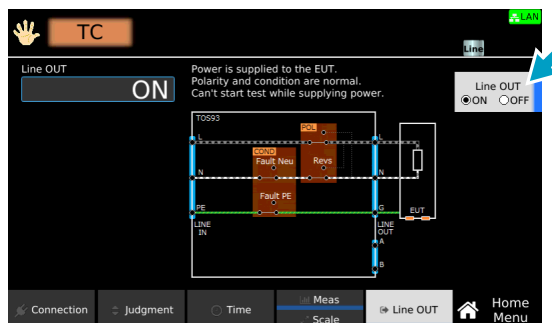 LAN
TC
Line
Line OUT
ON
Power is supplied to the EUT.
Polarity and condition are normal.
Can't start test while supplying power.
Line OUT
ON OFF
TOS93
POL
L
L
COND
Fault Neu
Revs
N
N
Fault PE
PE
G
EUT
LINE
IN
LINE
OUT
A
B
Connection
Judgment
Time
Meas
Scale
Line OUT
Home
Menu